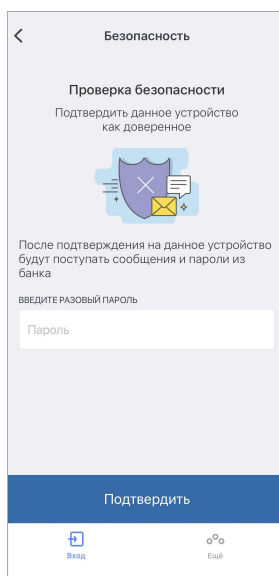 Безопасность
Проверка безопасности
Подтвердить данное устройство
как доверенное
После подтверждения на данное устройство
будут поступать сообщения и пароли из
банка
ВВЕДИТЕ РАЗОВЫЙ ПАРОЛЬ
Пароль
Подтвердить
Вход
Ещё